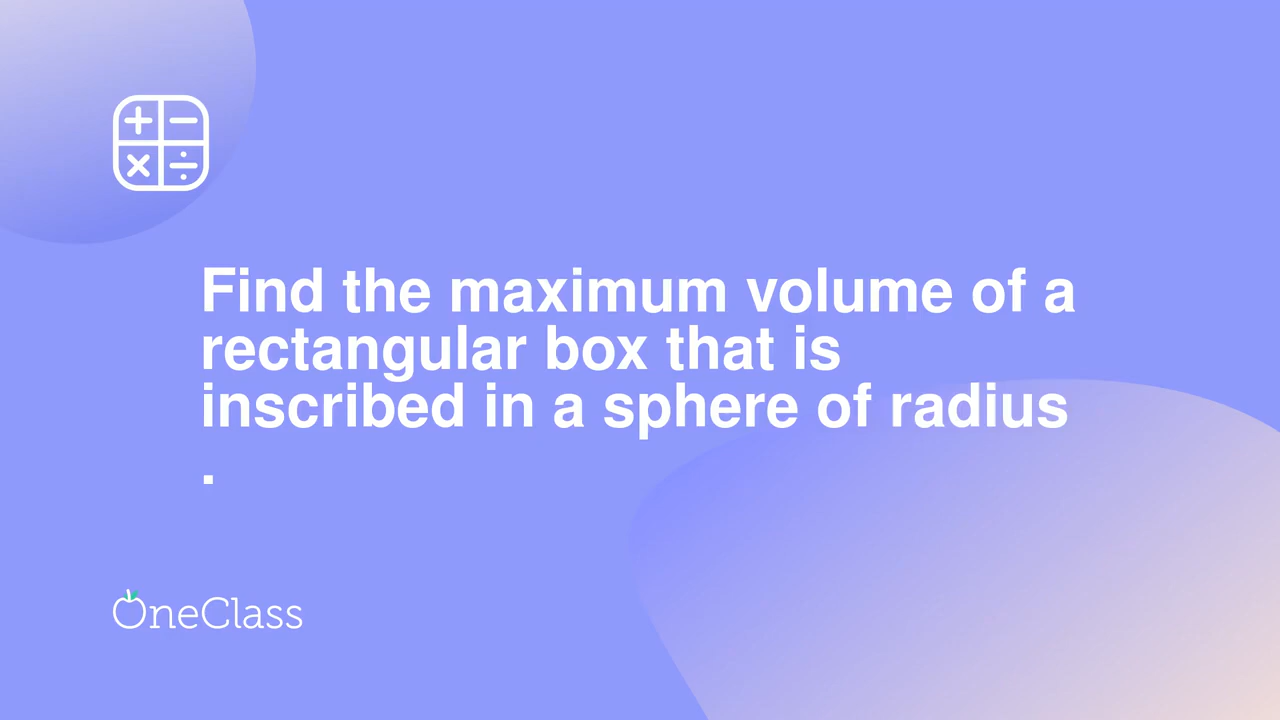 Find the maximum volume of a
rectangular box that is
inscribed in a sphere of radius
.
OneClass